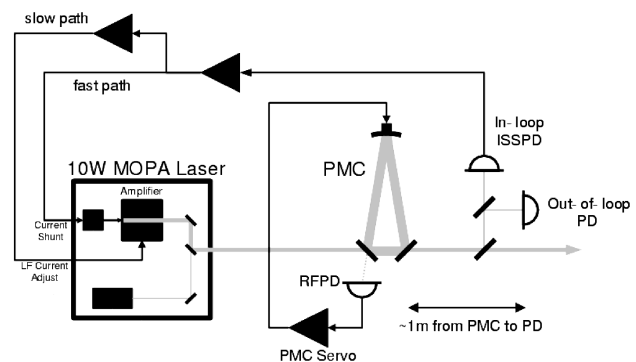 slow path
fast path
In- loop
ISSPD
PMC
10W MOPA Laser
Amplifier
Out- of- loop
PD
Current
Shunt
LF Current
Adjust
RFPD
~1m from PMC to PD
PMC Servo